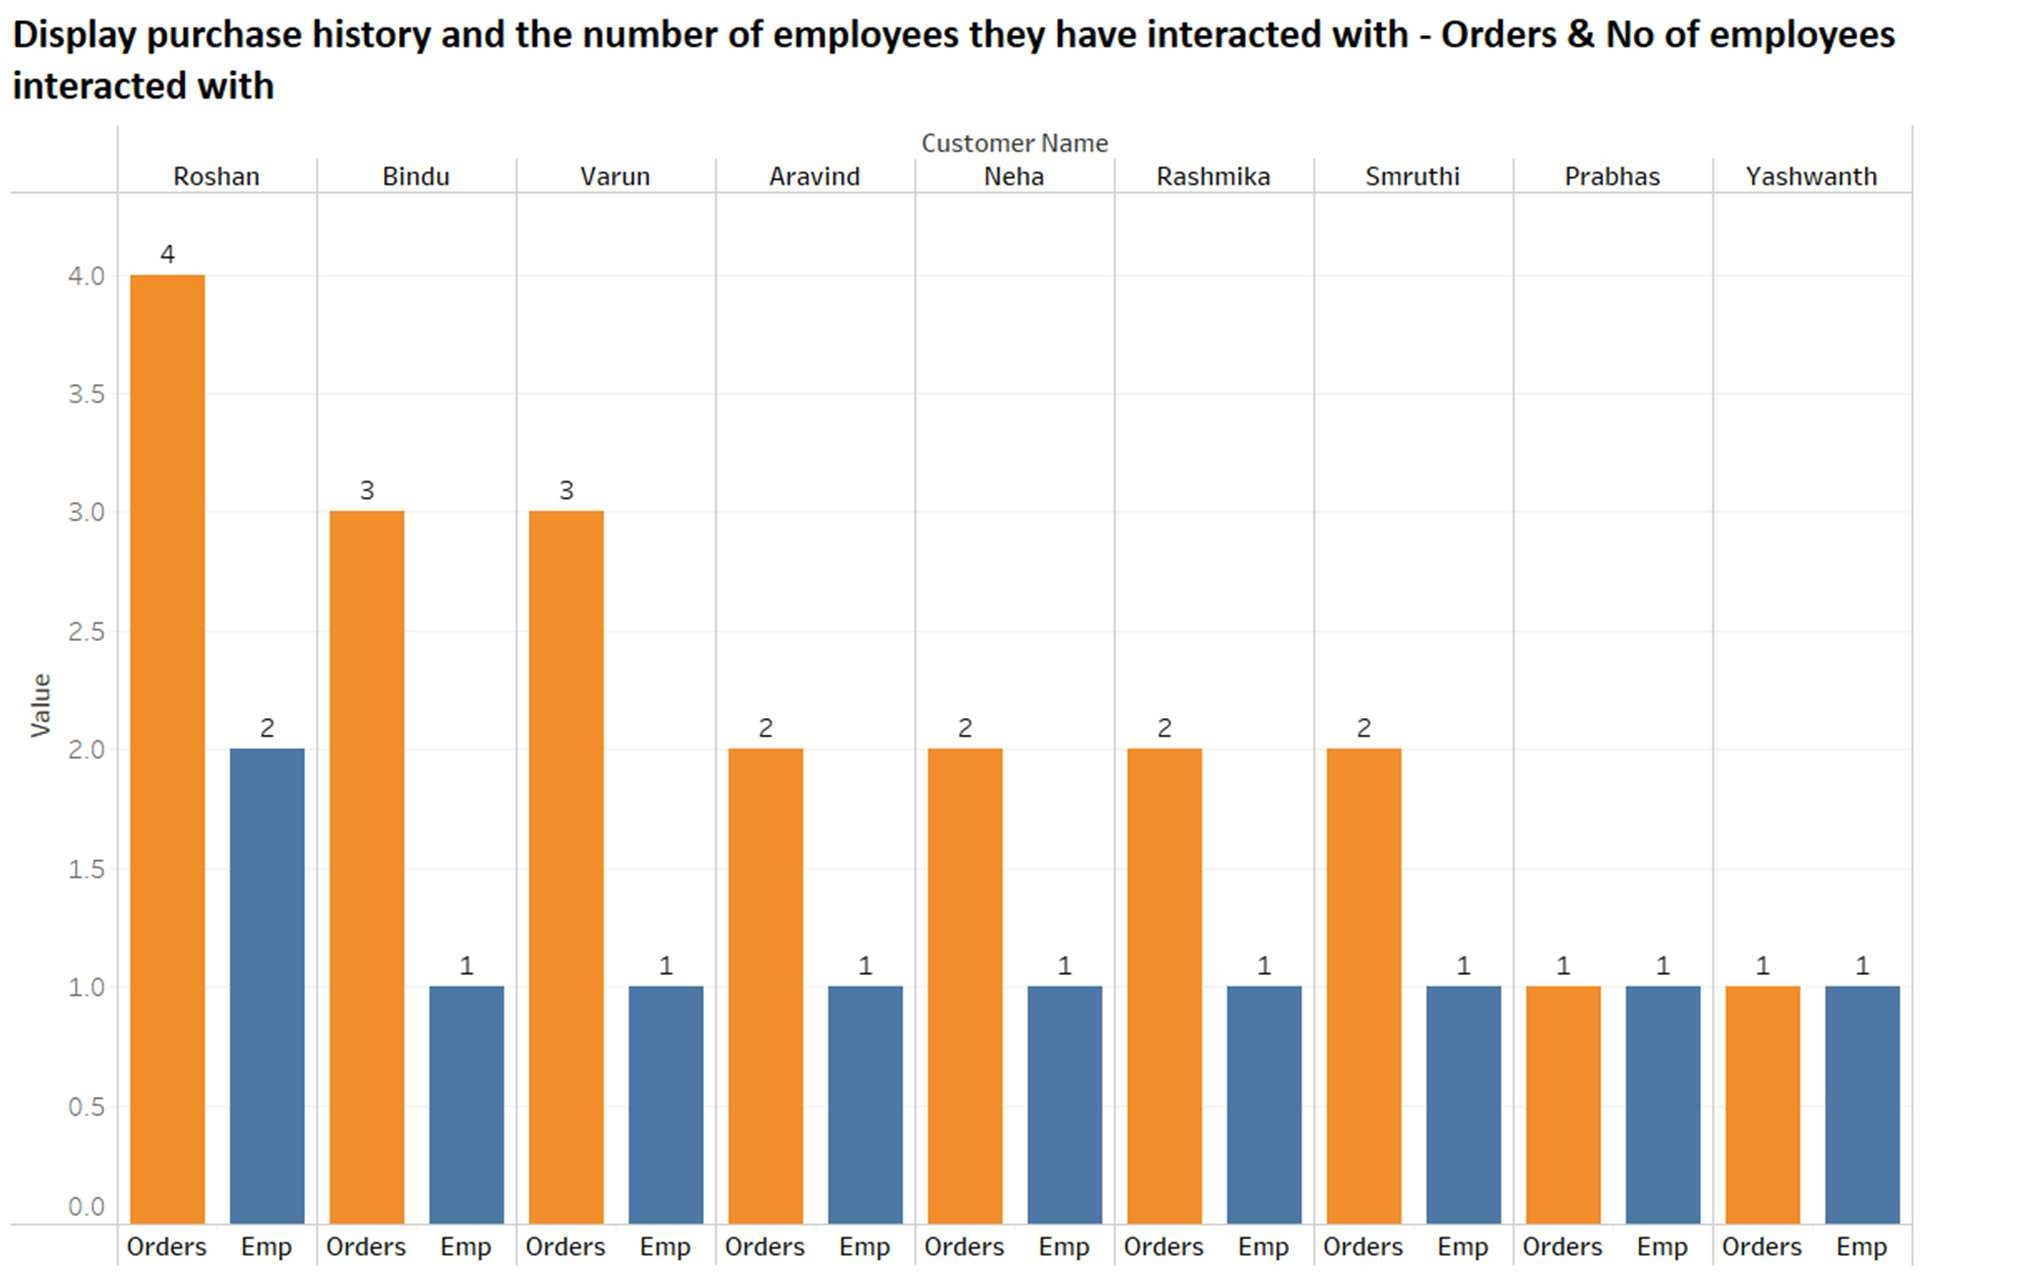 Display purchase history and the number of employees they have interacted with - Orders & No of employees
interacted with
Customer Name
Roshan Bindu Varun Aravind Neha Rashmika Smruthi Prabhas Yashwanth
4
4.0
3.5
3 3
3.0
2.5
Value
2 2 2 2 2
2.0
1.5
1 1 1 1 1 1 1 1 1 1
1.0
0.5
0.0
Orders Emp Orders Emp Orders Emp Orders Emp Orders Emp Orders Emp Orders Emp Orders Emp Orders Emp